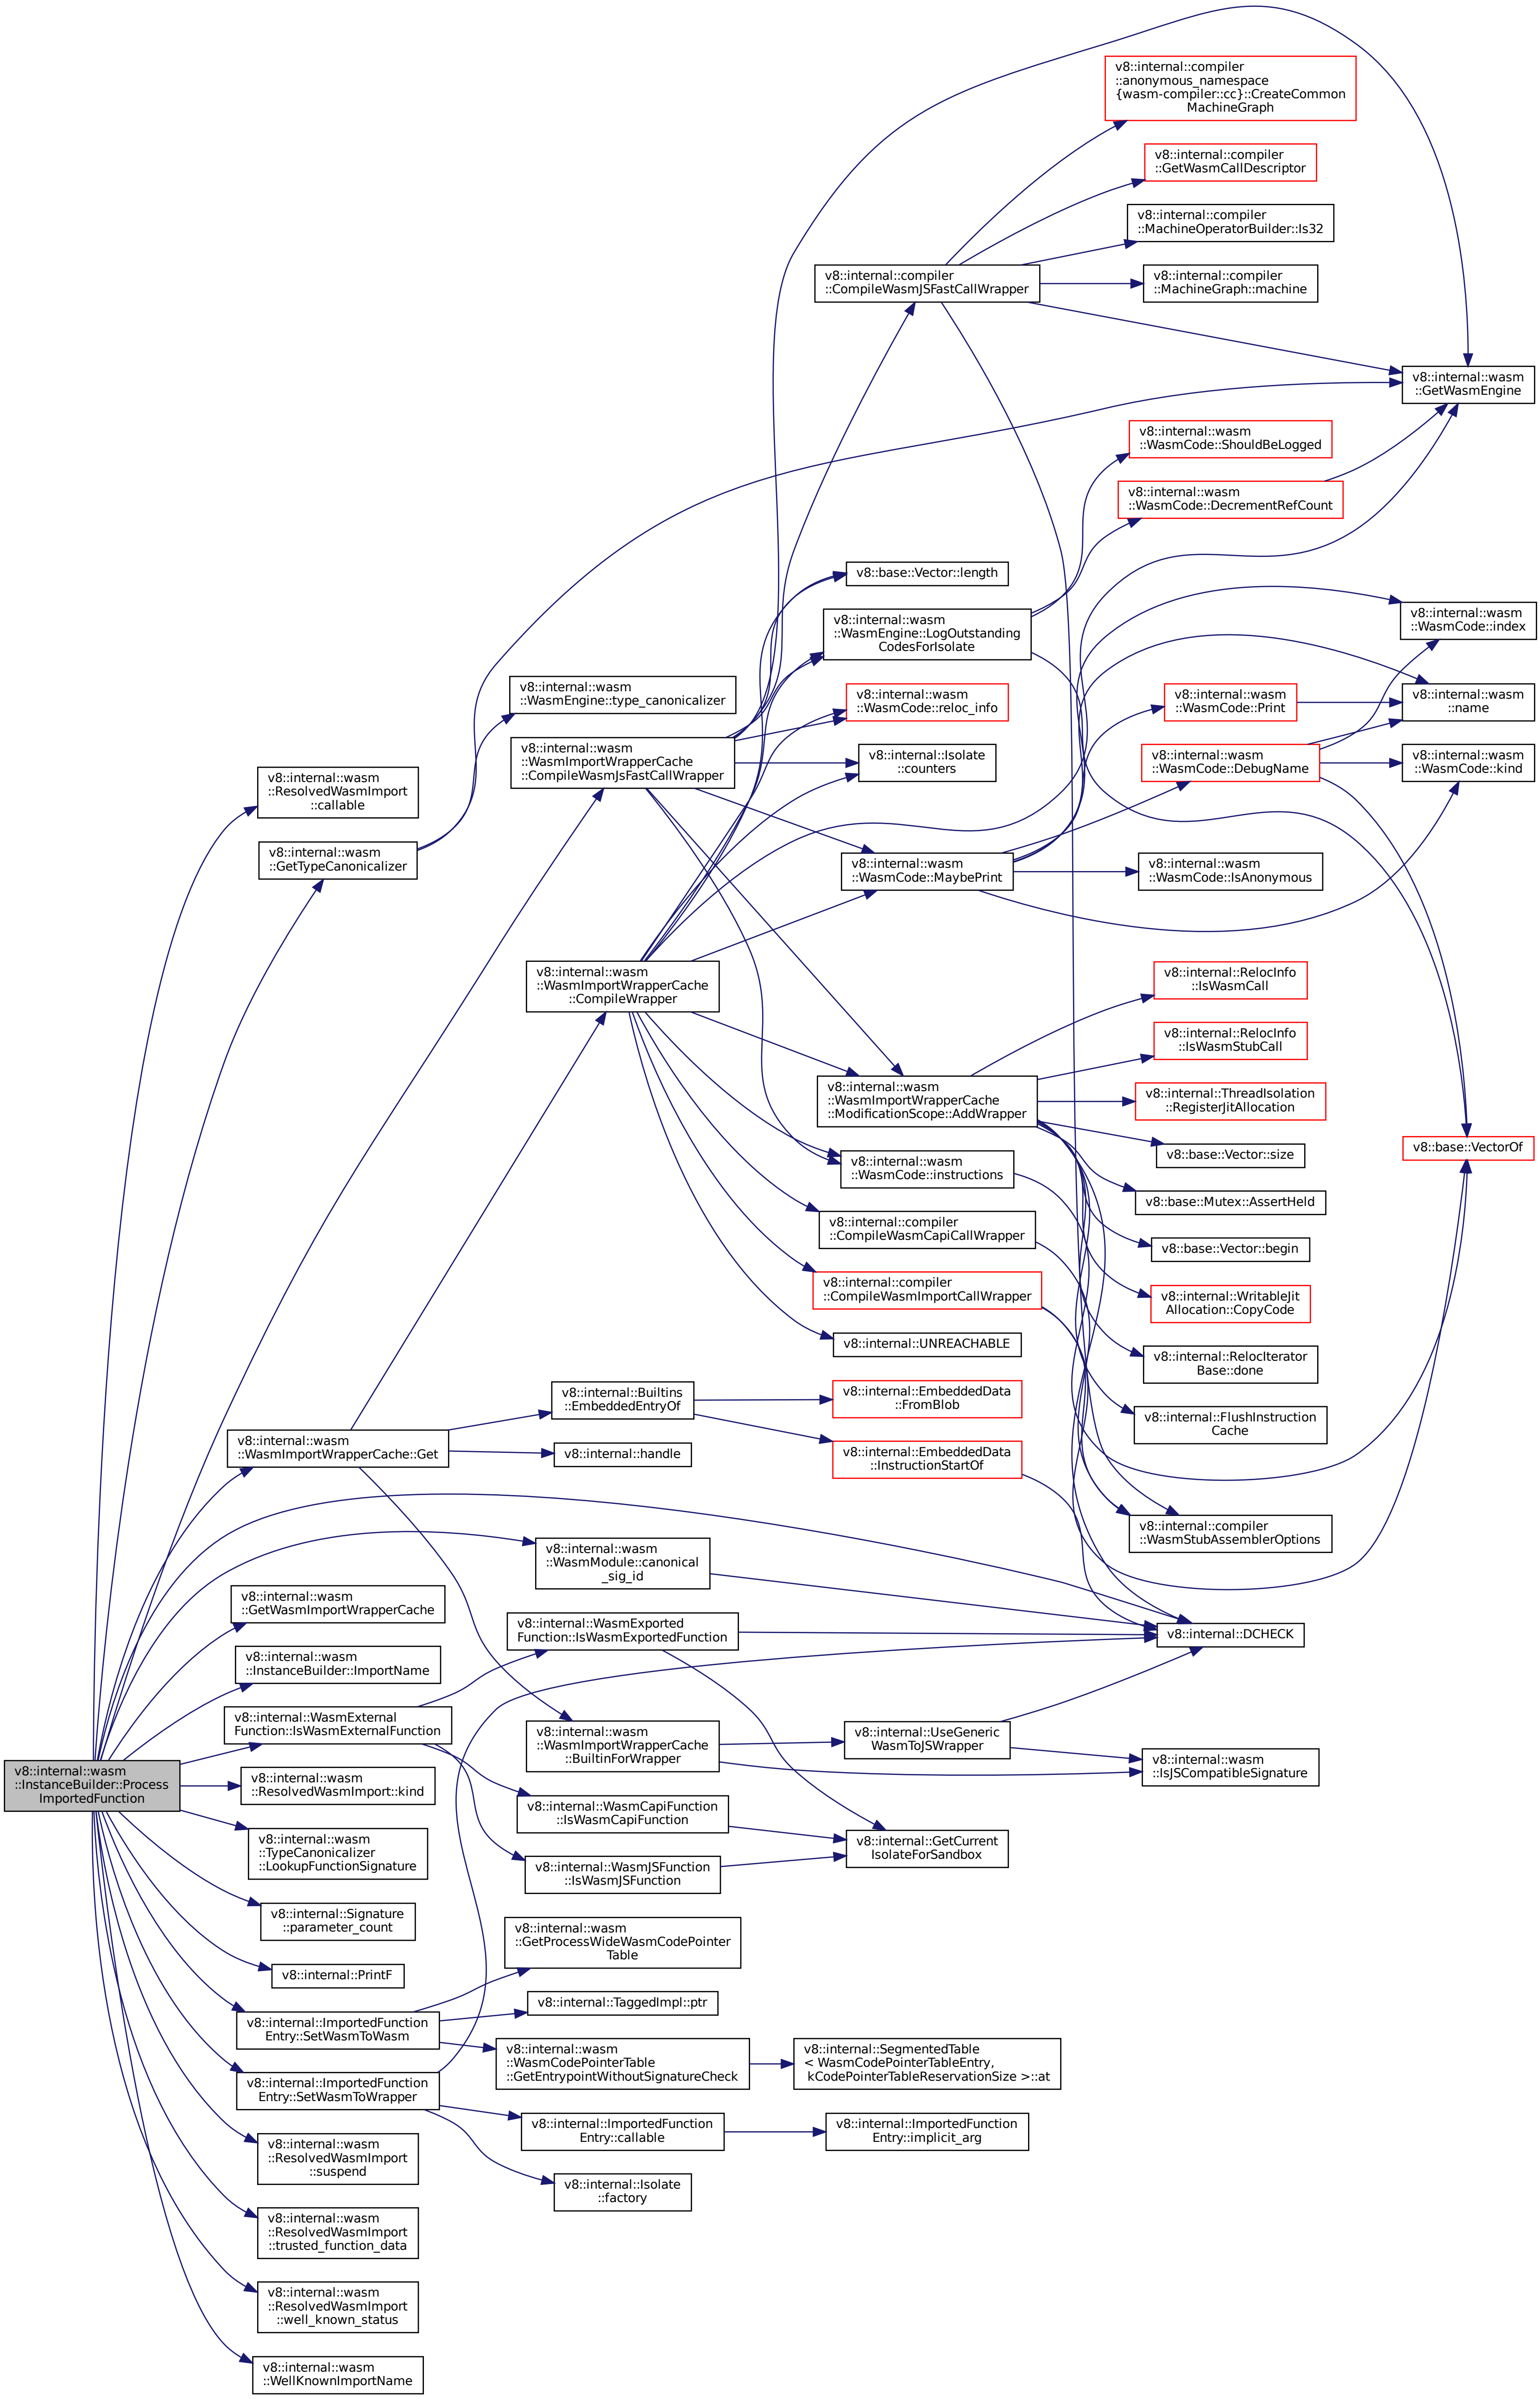 v8::internal::compiler
::anonymous_namespace
{wasm-compiler::cc}::CreateCommon
MachineGraph
v8::internal::compiler
::GetWasmCallDescriptor
v8::internal::compiler
::MachineOperatorBuilder::Is32
v8::internal::compiler
::CompileWasmJSFastCallWrapper
v8::internal::compiler
::MachineGraph::machine
v8::internal::wasm
::GetWasmEngine
v8::internal::wasm
::WasmCode::ShouldBeLogged
v8::internal::wasm
::WasmCode::DecrementRefCount
v8::base::Vector::length
v8::internal::wasm
::WasmEngine::LogOutstanding
CodesForIsolate
v8::internal::wasm
::WasmCode::index
v8::internal::wasm
::WasmEngine::type_canonicalizer
v8::internal::wasm
::WasmCode::reloc_info
v8::internal::wasm
::WasmCode::Print
v8::internal::wasm
::name
v8::internal::wasm
::WasmImportWrapperCache
::CompileWasmJsFastCallWrapper
v8::internal::Isolate
::counters
v8::internal::wasm
::WasmCode::DebugName
v8::internal::wasm
::WasmCode::kind
v8::internal::wasm
::ResolvedWasmImport
::callable
v8::internal::wasm
::GetTypeCanonicalizer
v8::internal::wasm
::WasmCode::MaybePrint
v8::internal::wasm
::WasmCode::IsAnonymous
v8::internal::wasm
::WasmImportWrapperCache
::CompileWrapper
v8::internal::RelocInfo
::IsWasmCall
v8::internal::RelocInfo
::IsWasmStubCall
v8::internal::wasm
::WasmImportWrapperCache
::ModificationScope::AddWrapper
v8::internal::ThreadIsolation
::RegisterJitAllocation
v8::base::Vector::size
v8::base::VectorOf
v8::internal::wasm
::WasmCode::instructions
v8::base::Mutex::AssertHeld
v8::internal::compiler
::CompileWasmCapiCallWrapper
v8::base::Vector::begin
v8::internal::compiler
::CompileWasmImportCallWrapper
v8::internal::WritableJit
Allocation::CopyCode
v8::internal::UNREACHABLE
v8::internal::RelocIterator
Base::done
v8::internal::Builtins
::EmbeddedEntryOf
v8::internal::EmbeddedData
::FromBlob
v8::internal::FlushInstruction
Cache
v8::internal::wasm
::WasmImportWrapperCache::Get
v8::internal::handle
v8::internal::EmbeddedData
::InstructionStartOf
v8::internal::compiler
::WasmStubAssemblerOptions
v8::internal::wasm
::WasmModule::canonical
_sig_id
v8::internal::wasm
::GetWasmImportWrapperCache
v8::internal::WasmExported
Function::IsWasmExportedFunction
v8::internal::DCHECK
v8::internal::wasm
::InstanceBuilder::ImportName
v8::internal::WasmExternal
Function::IsWasmExternalFunction
v8::internal::wasm
::WasmImportWrapperCache
::BuiltinForWrapper
v8::internal::UseGeneric
WasmToJSWrapper
v8::internal::wasm
::IsJSCompatibleSignature
v8::internal::wasm
::InstanceBuilder::Process
ImportedFunction
v8::internal::wasm
::ResolvedWasmImport::kind
v8::internal::WasmCapiFunction
::IsWasmCapiFunction
v8::internal::GetCurrent
IsolateForSandbox
v8::internal::wasm
::TypeCanonicalizer
::LookupFunctionSignature
v8::internal::WasmJSFunction
::IsWasmJSFunction
v8::internal::Signature
::parameter_count
v8::internal::wasm
::GetProcessWideWasmCodePointer
Table
v8::internal::PrintF
v8::internal::TaggedImpl::ptr
v8::internal::ImportedFunction
Entry::SetWasmToWasm
v8::internal::wasm
::WasmCodePointerTable
::GetEntrypointWithoutSignatureCheck
v8::internal::SegmentedTable
< WasmCodePointerTableEntry,
kCodePointerTableReservationSize >::at
v8::internal::ImportedFunction
Entry::SetWasmToWrapper
v8::internal::ImportedFunction
Entry::callable
v8::internal::ImportedFunction
Entry::implicit_arg
v8::internal::wasm
::ResolvedWasmImport
::suspend
v8::internal::Isolate
::factory
v8::internal::wasm
::ResolvedWasmImport
::trusted_function_data
v8::internal::wasm
::ResolvedWasmImport
::well_known_status
v8::internal::wasm
::WellKnownImportName